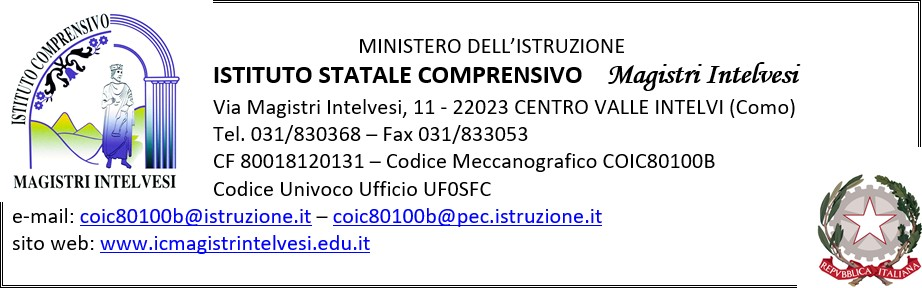 ISTITUTO COMPRENSIVO
MAGISTRI INTELVESI
MINISTERO DELL’ISTRUZIONE
ISTITUTO STATALE COMPRENSIVO Magistri Intelvesi
Via Magistri Intelvesi, 11 - 22023 CENTRO VALLE INTELVI (Como)
Tel. 031/830368 – Fax 031/833053
CF 80018120131 – Codice Meccanografico COIC80100B
Codice Univoco Ufficio UF0SFC
e-mail: coic80100b@istruzione.it – coic80100b@pec.istruzione.it
sito web: www.icmagistrintelvesi.edu.it
REPVBBLICA ITALIANA